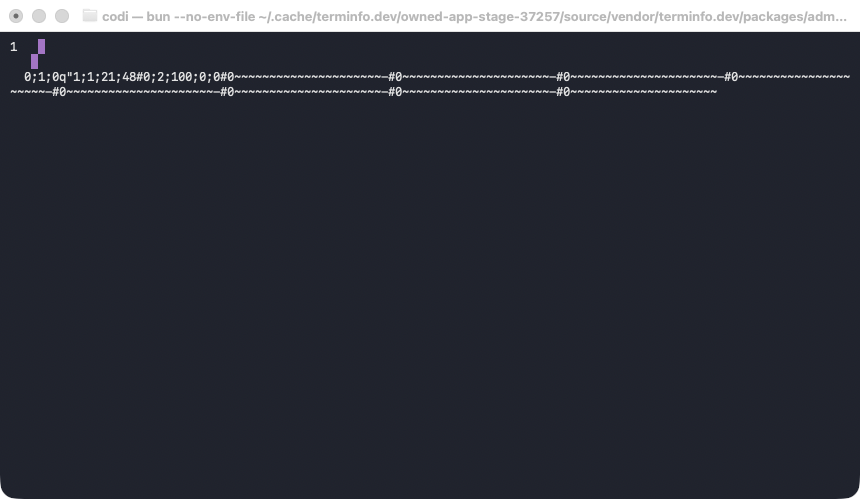 codi — bun --no-env-file ~/.cache/terminfo.dev/owned-app-stage-37257/source/vendor/terminfo.dev/packages/adm...
1
0;1;0q"1;1;21;48#0;2;100;0;0#0~~~~~~~~~~~~~~~~~~~~~-#0~~~~~~~~~~~~~~~~~~~~~-#0~~~~~~~~~~~~~~~~~~~~~-#0~~~~~~~~~~~~~~~~
~~~~~-#0~~~~~~~~~~~~~~~~~~~~~-#0~~~~~~~~~~~~~~~~~~~~~-#0~~~~~~~~~~~~~~~~~~~~~-#0~~~~~~~~~~~~~~~~~~~~~